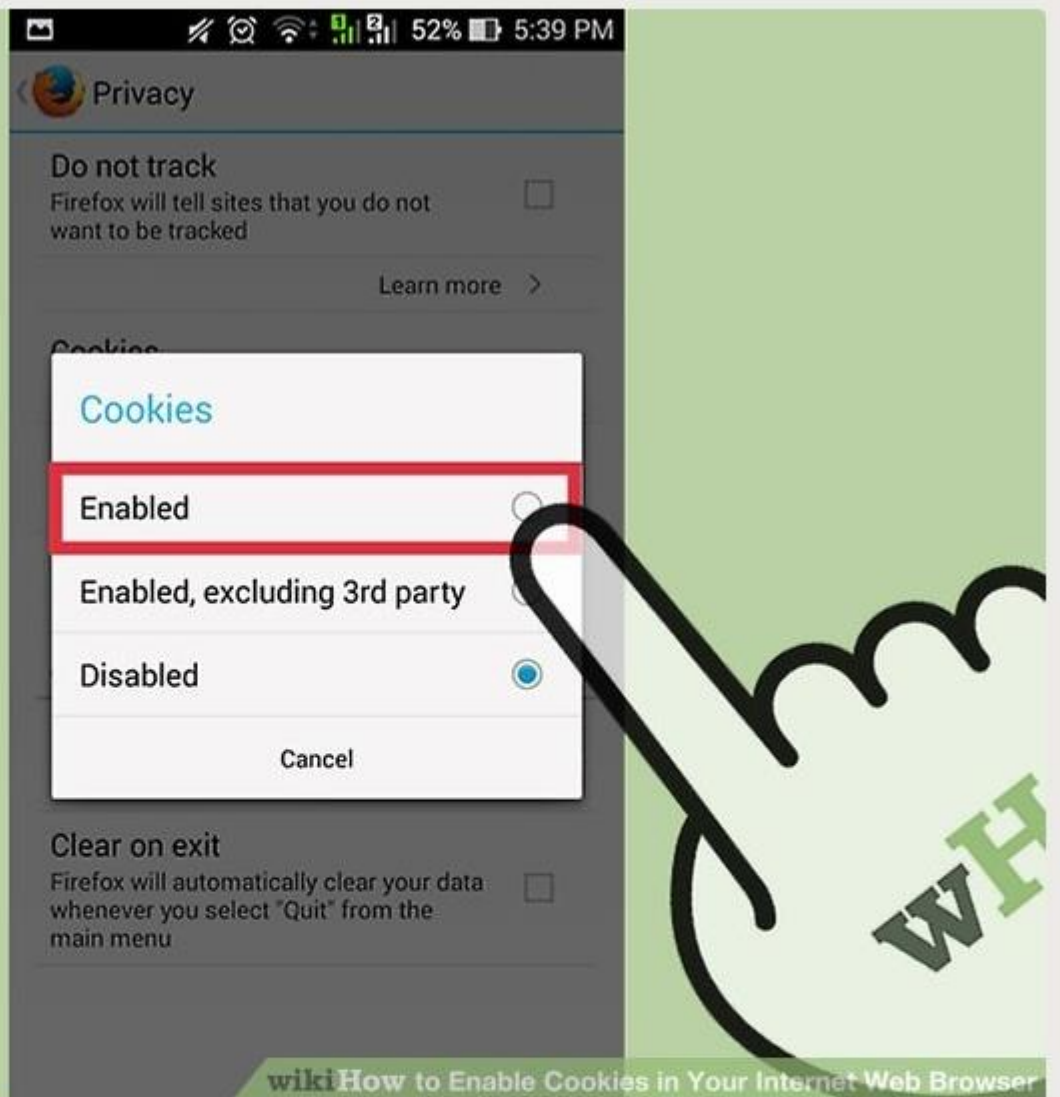 1 2 52% 5:39 PM
Privacy
Do not track
Firefox will tell sites that you do not
want to be tracked
Learn more
Cookies
Cookies
Enabled
Enabled, excluding 3rd party
Disabled
Cancel
Clear on exit
Firefox will automatically clear your data
whenever you select "Quit" from the
main menu
wH
wikiHow to Enable Cookies in Your Internet Web Browser